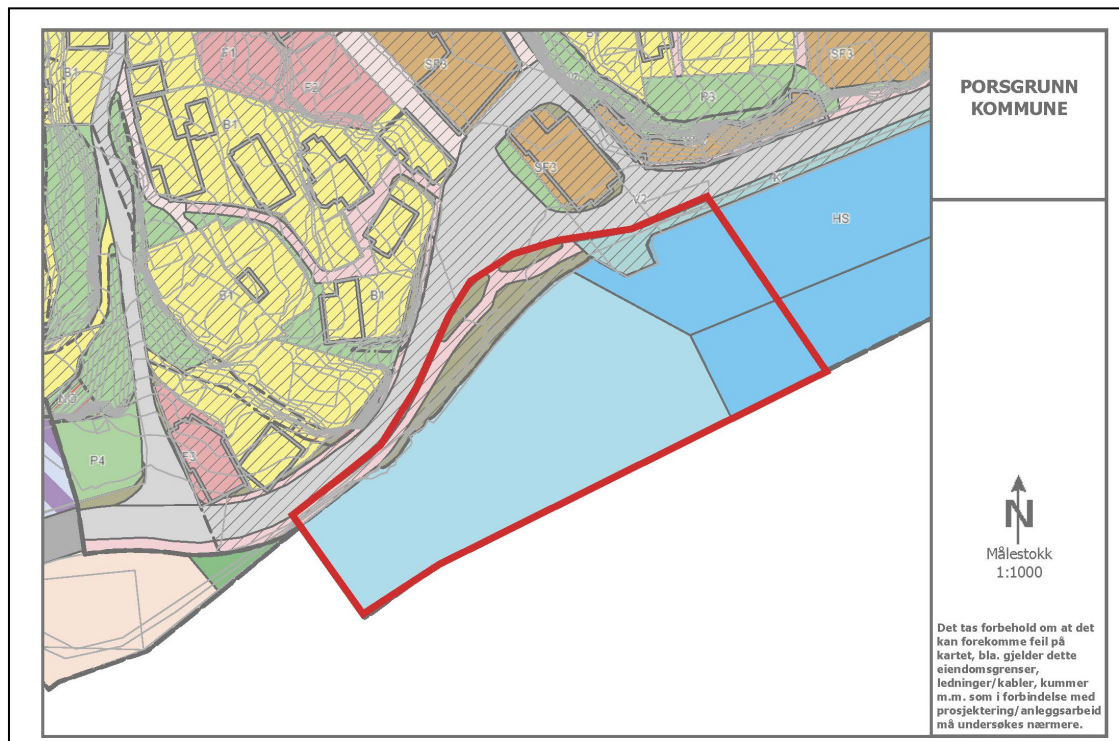 PORSGRUNN
KOMMUNE
B1
F1
F2
SF3
SF3
P3
B1
SF3
V2
K
HS
B1
B1
P4
F3
N
Målestokk
1:1000
Det tas forbehold om at det
kan forekomme feil på
kartet, bla. gjelder dette
eiendomsgrenser,
ledninger/kabler, kummer
m.m. som i forbindelse med
prosjektering/anleggsarbeid
må undersøkes nærmere.